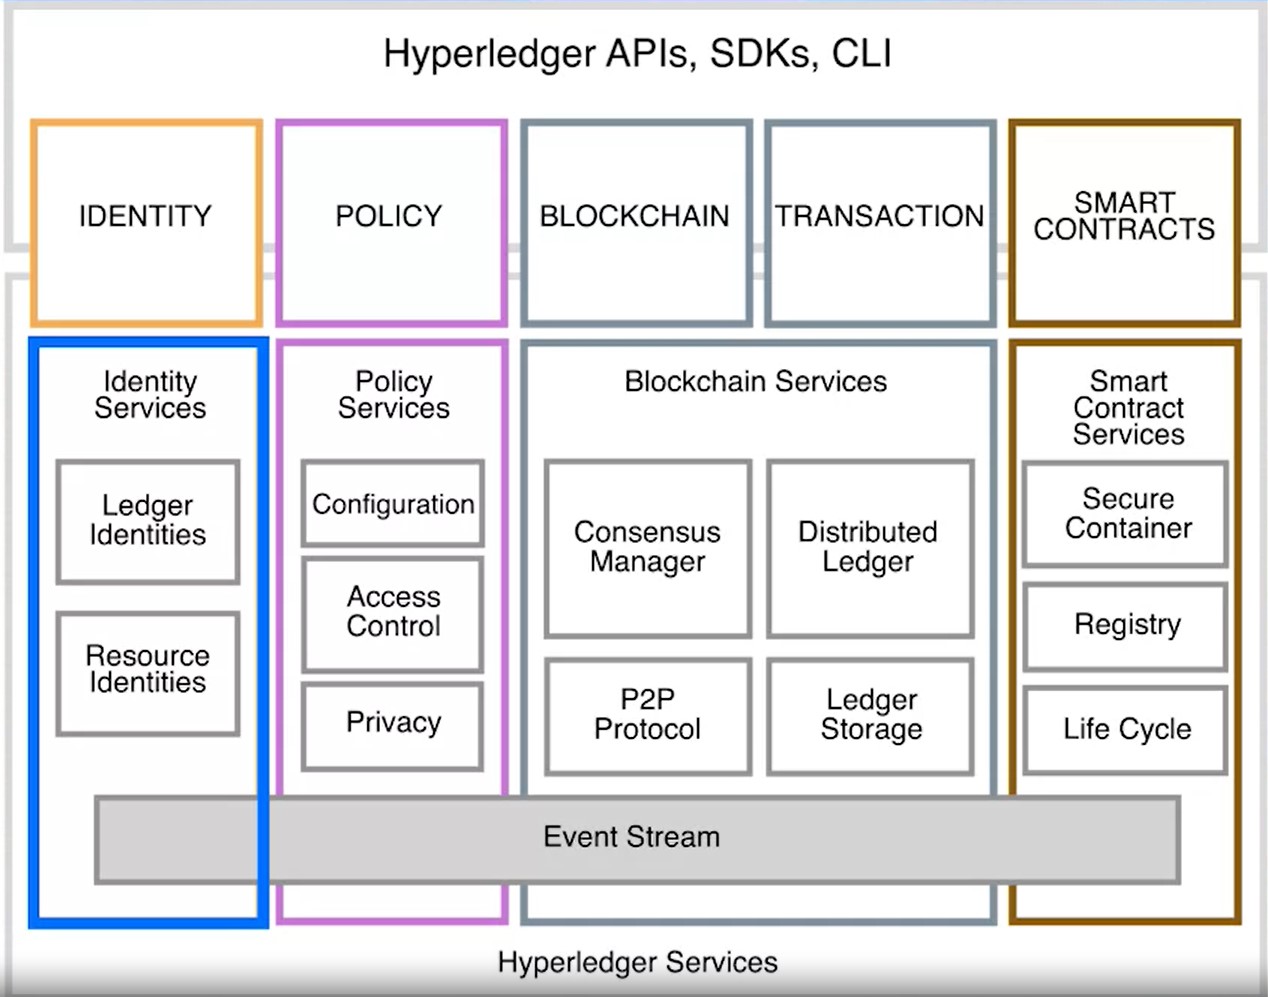 Hyperledger APIs, SDKs, CLI
IDENTITY
POLICY
BLOCKCHAIN
TRANSACTION
SMART
CONTRACTS
Identity
Services
Ledger
Identities
Resource
Identities
Policy
Services
Configuration
Access
Control
Privacy
Blockchain Services
Consensus
Manager
Distributed
Ledger
P2P
Protocol
Ledger
Storage
Smart
Contract
Services
Secure
Container
Registry
Life Cycle
Event Stream
Hyperledger Services